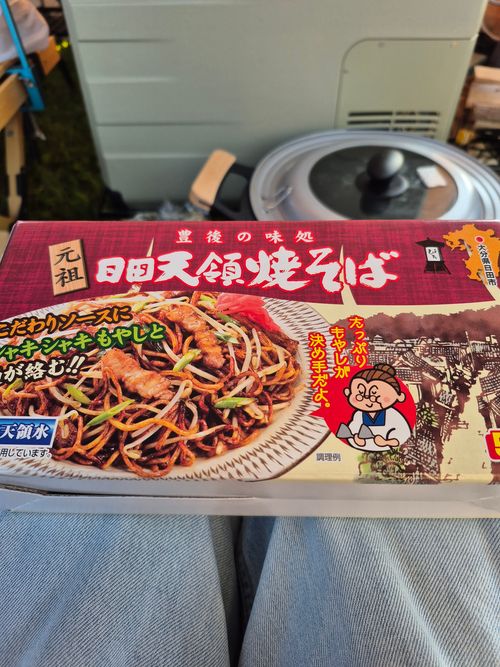 豊後の味処
元祖
日田天領焼そば
大分県日田市
こだわりソースに
シャキシャキもやしと
が絡む!!
天領水
用しています。
たっぷり
もやしが
決め手だよ。
調理例